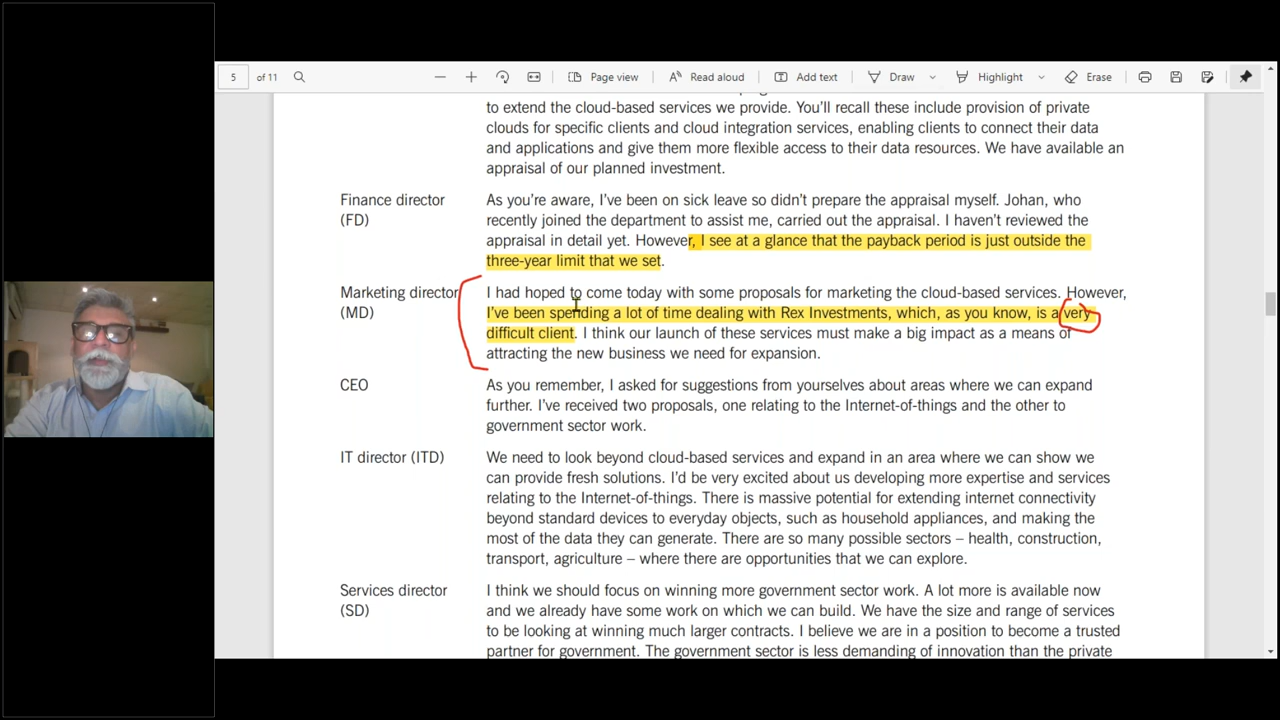 5 of 11
Page view
Read aloud
Add text
Draw
Highlight
Erase
to extend the cloud-based services we provide. You'll recall these include provision of private
clouds for specific clients and cloud integration services, enabling clients to connect their data
and applications and give them more flexible access to their data resources. We have available an
appraisal of our planned investment.
Finance director As you're aware, I've been on sick leave so didn't prepare the appraisal myself. Johan, who
(FD) recently joined the department to assist me, carried out the appraisal. I haven't reviewed the
appraisal in detail yet. However, I see at a glance that the payback period is just outside the
three-year limit that we set.
Marketing director I had hoped to come today with some proposals for marketing the cloud-based services. However,
(MD) I've been spending a lot of time dealing with Rex Investments, which, as you know, is a very
difficult client. I think our launch of these services must make a big impact as a means of
attracting the new business we need for expansion.
CEO As you remember, I asked for suggestions from yourselves about areas where we can expand
further. I've received two proposals, one relating to the Internet-of-things and the other to
government sector work.
IT director (ITD) We need to look beyond cloud-based services and expand in an area where we can show we
can provide fresh solutions. I'd be very excited about us developing more expertise and services
relating to the Internet-of-things. There is massive potential for extending internet connectivity
beyond standard devices to everyday objects, such as household appliances, and making the
most of the data they can generate. There are so many possible sectors – health, construction,
transport, agriculture – where there are opportunities that we can explore.
Services director I think we should focus on winning more government sector work. A lot more is available now
(SD) and we already have some work on which we can build. We have the size and range of services
to be looking at winning much larger contracts. I believe we are in a position to become a trusted
partner for government. The government sector is less demanding of innovation than the private